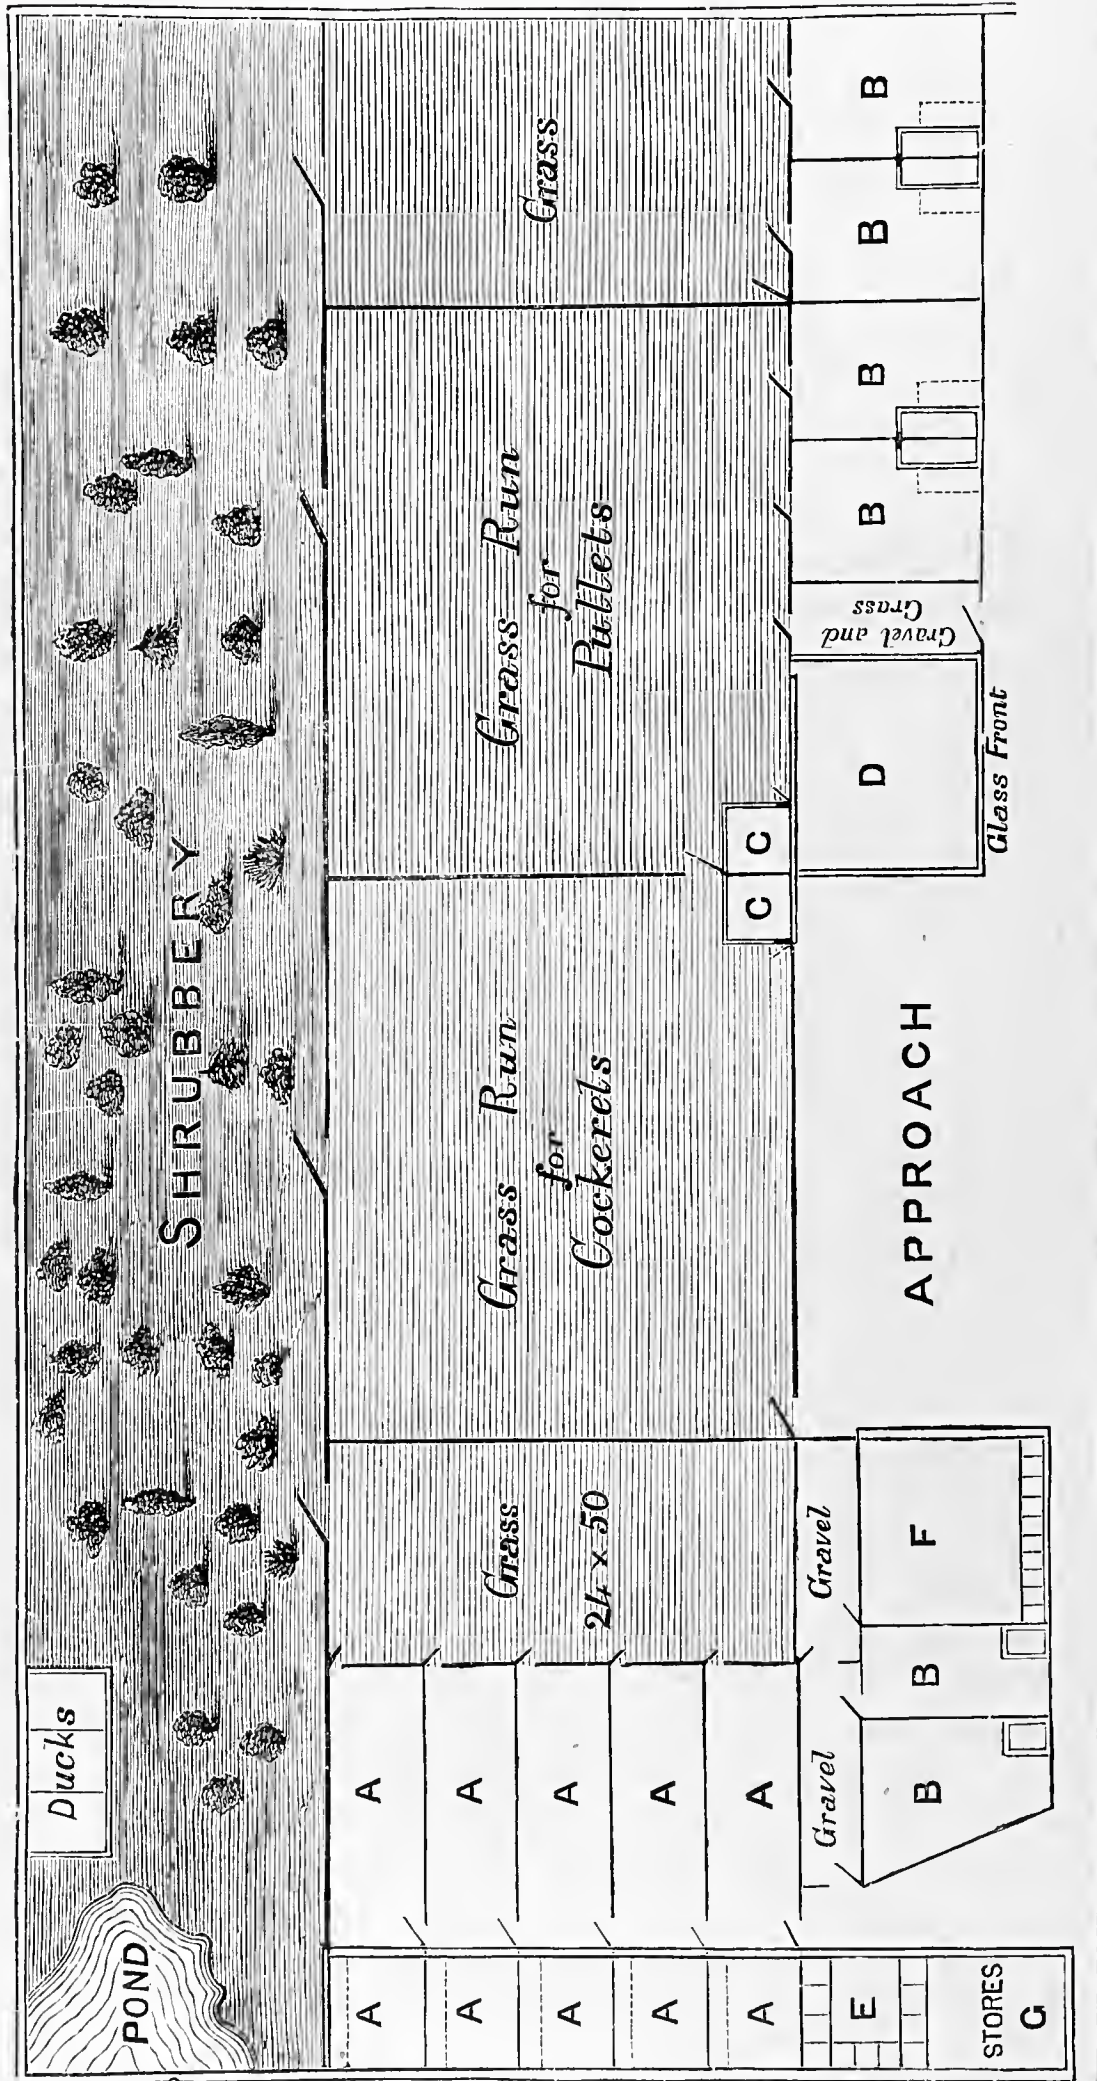 POND
Ducks
SHRUBBERY
A
A
A
A
A
A
A
A
A
A
E
STORES
G
Grass
24 × 50
Grass Run
for
Cockerels
Grass Run
for
Pullets
Grass
Gravel
Gravel
B
B
F
APPROACH
C
C
D
Glass Front
Gravel and
Grass
B
B
B
B